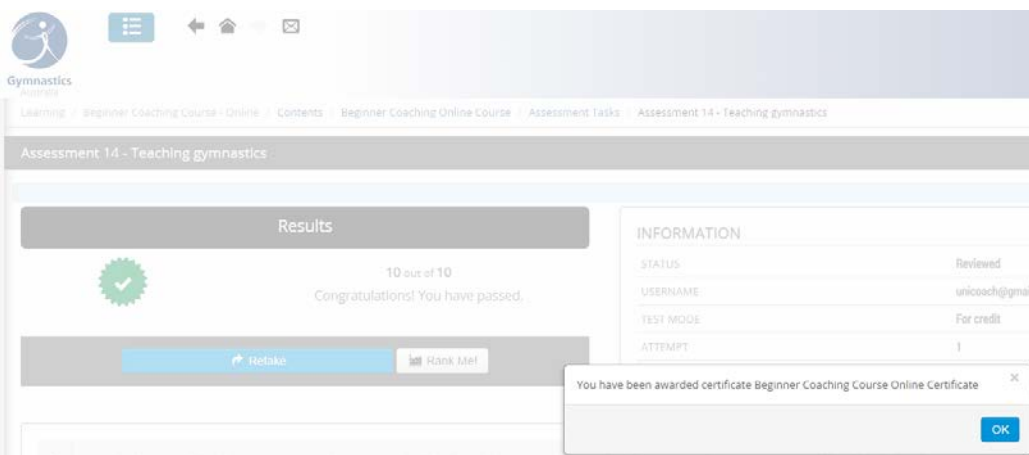 Gymnastics
Australia
Learning / Beginner Coaching Course - Online / Contents / Beginner Coaching Online Course / Assessment Tasks / Assessment 14 - Teaching gymnastics
Assessment 14 - Teaching gymnastics
Results
10 out of 10
Congratulations! You have passed.
Retake
Rank Me!
INFORMATION
STATUS Reviewed
USERNAME unicoach@gmai
TEST MODE For credit
ATTEMPT 1
You have been awarded certificate Beginner Coaching Course Online Certificate ×
OK